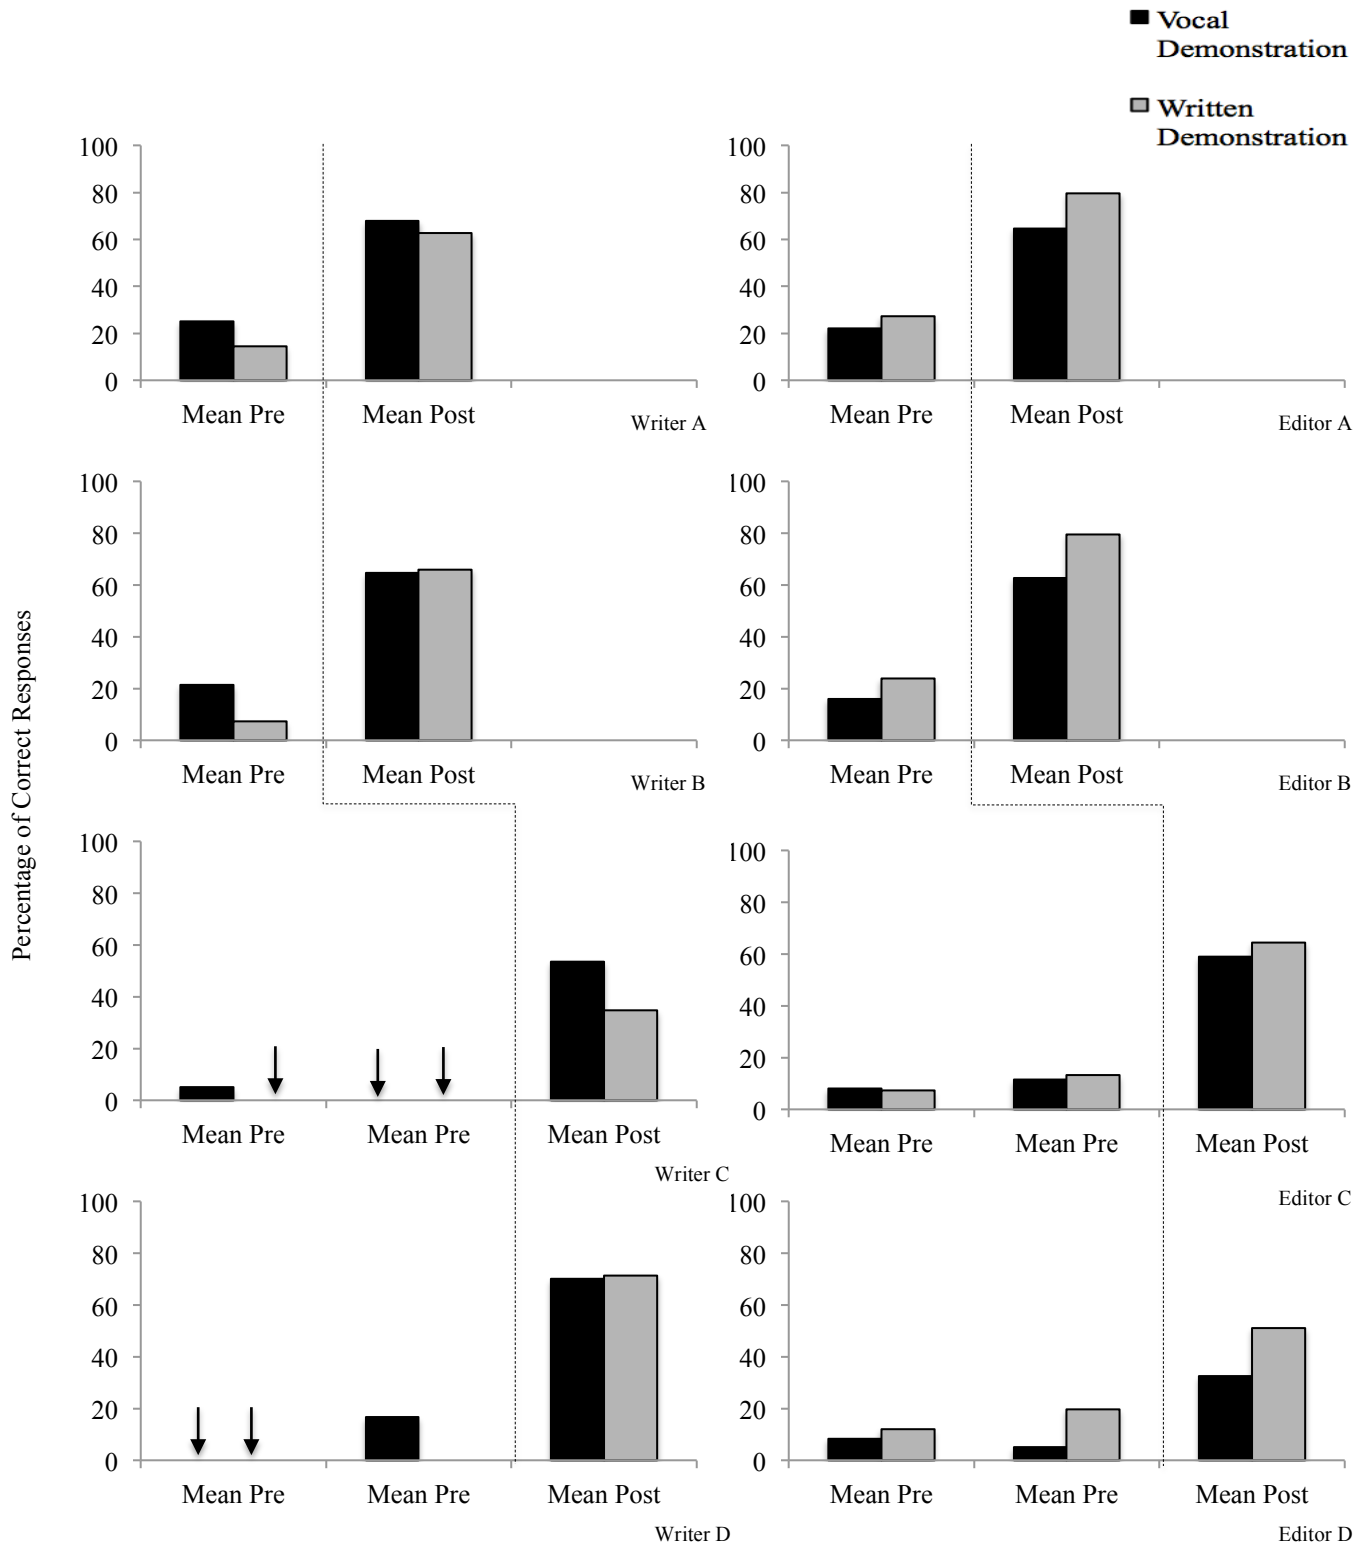 Vocal
Demonstration
Written
Demonstration
Percentage of Correct Responses
100
80
60
40
20
0
Mean Pre
Mean Post
Writer A
100
80
60
40
20
0
Mean Pre
Mean Post
Editor A
100
80
60
40
20
0
Mean Pre
Mean Post
Writer B
100
80
60
40
20
0
Mean Pre
Mean Post
Editor B
100
80
60
40
20
0
Mean Pre
Mean Pre
Mean Post
Writer C
100
80
60
40
20
0
Mean Pre
Mean Pre
Mean Post
Editor C
100
80
60
40
20
0
Mean Pre
Mean Pre
Mean Post
Writer D
100
80
60
40
20
0
Mean Pre
Mean Pre
Mean Post
Editor D